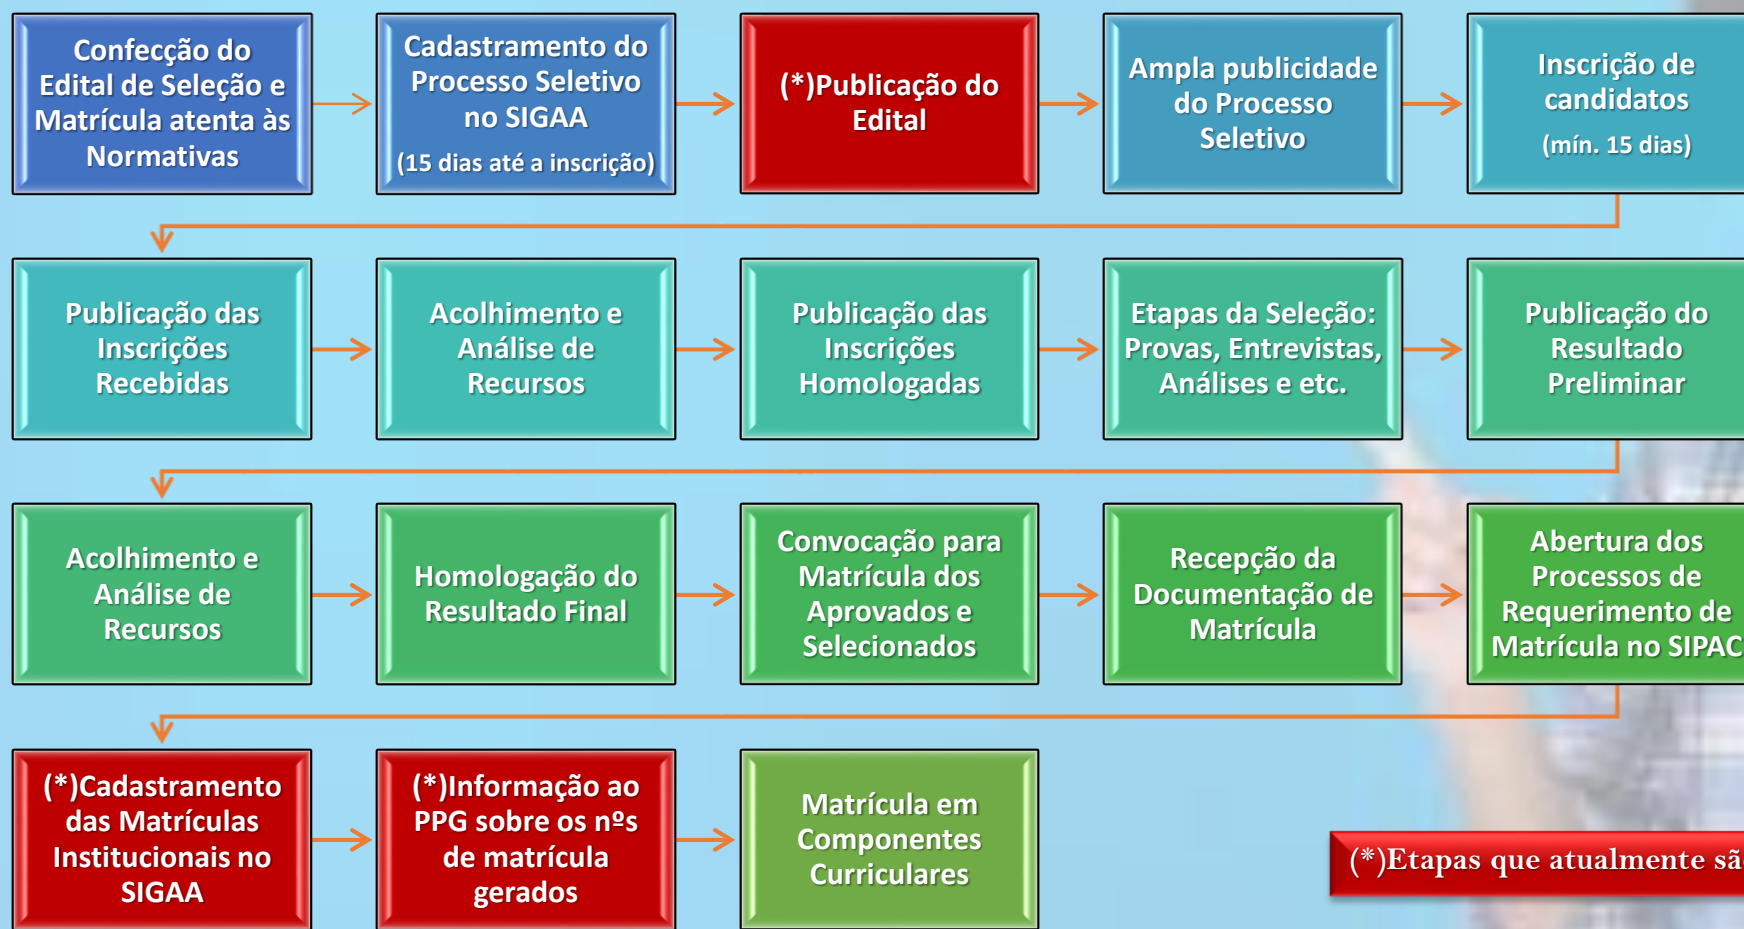 Confecção do
Edital de Seleção e
Matrícula atenta às
Normativas
Cadastramento do
Processo Seletivo
no SIGAA
(15 dias até a inscrição)
(*)Publicação do
Edital
Ampla publicidade
do Processo
Seletivo
Inscrição de
candidatos
(mín. 15 dias)
Publicação das
Inscrições
Recebidas
Acolhimento e
Análise de
Recursos
Publicação das
Inscrições
Homologadas
Etapas da Seleção:
Provas, Entrevistas,
Análises e etc.
Publicação do
Resultado
Preliminar
Acolhimento e
Análise de
Recursos
Homologação do
Resultado Final
Convocação para
Matrícula dos
Aprovados e
Selecionados
Recepção da
Documentação de
Matrícula
Abertura dos
Processos de
Requerimento de
Matrícula no SIPAC
(*)Cadastramento
das Matrículas
Institucionais no
SIGAA
(*)Informação ao
PPG sobre os nºs
de matrícula
gerados
Matrícula em
Componentes
Curriculares
(*)Etapas que atualmente